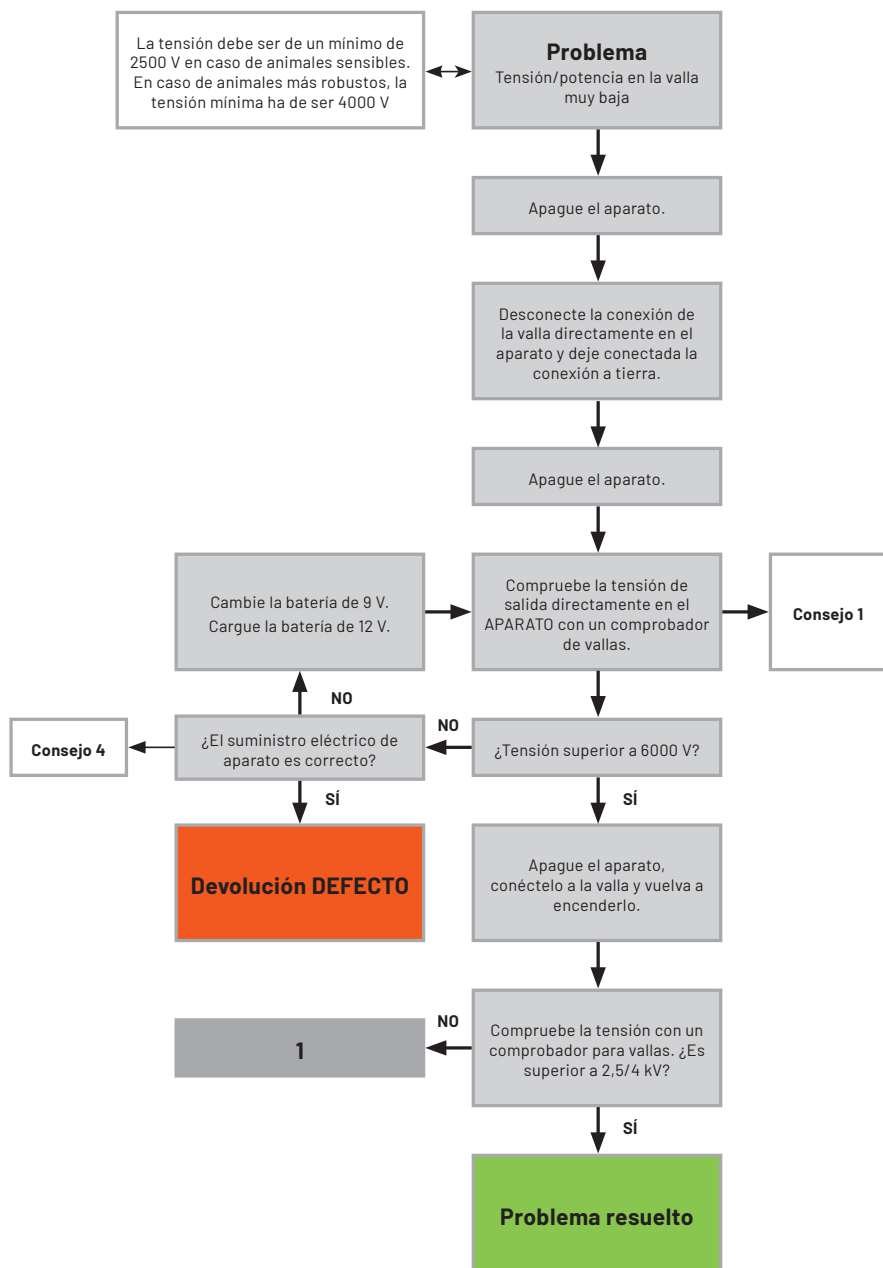 La tensión debe ser de un mínimo de
2500 V en caso de animales sensibles.
En caso de animales más robustos, la
tensión mínima ha de ser 4000 V
Problema
Tensión/potencia en la valla
muy baja
Apague el aparato.
Desconecte la conexión de
la valla directamente en el
aparato y deje conectada la
conexión a tierra.
Apague el aparato.
Cambie la batería de 9 V.
Cargue la batería de 12 V.
Compruebe la tensión de
salida directamente en el
APARATO con un comprobador
de vallas.
Consejo 1
NO
Consejo 4
¿El suministro eléctrico de
aparato es correcto?
NO
¿Tensión superior a 6000 V?
SÍ
SÍ
Devolución DEFECTO
Apague el aparato,
conéctelo a la valla y vuelva a
encenderlo.
1
NO
Compruebe la tensión con un
comprobador para vallas. ¿Es
superior a 2,5/4 kV?
SÍ
Problema resuelto